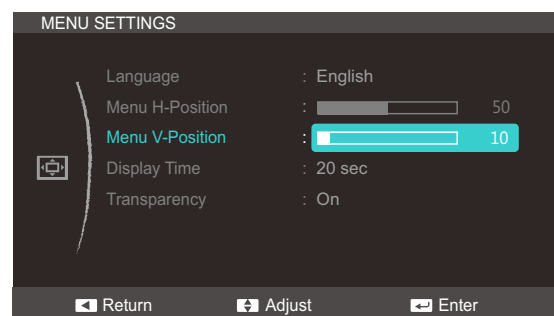 MENU SETTINGS
Language : English
Menu H-Position : 50
Menu V-Position : 10
Display Time : 20 sec
Transparency : On
Return Adjust Enter